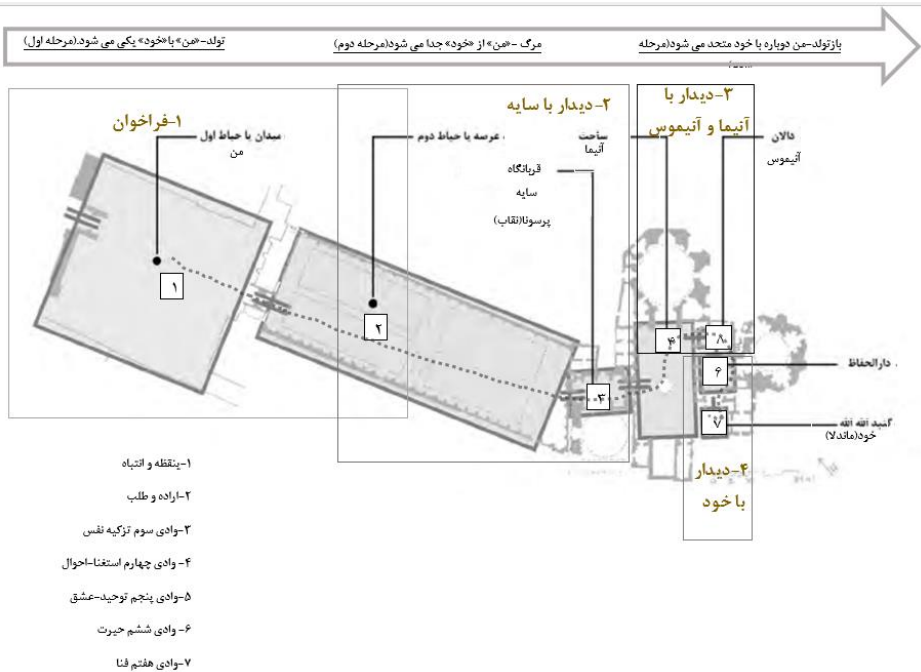 تولد-«من» با«خود» یکی می شود.(مرحله اول)
مرگ -«من» از «خود» جدا می شود(مرحله دوم)
بازتولد-من دوباره با خود متحد می شود(مرحله
۱-فراخوان
میدان یا حیاط اول
من
۲-دیدار با سایه
عرصه یا حیاط دوم
ساحت
آنیما
قربانگاه
سایه
پرسونا(نقاب)
۳-دیدار با
آنیما و آنیموس
دالان
آنیموس
۱
۲
۳
۴
۸
۶
۷
دارالحفاظ
گنبد الله الله
خود(ماندلا)
۴-دیدار
با خود
۱-ینقظه و انتباه
۲-اراده و طلب
۳-وادی سوم تزکیه نفس
۴- وادی چهارم استغنا-احوال
۵-وادی پنجم توحید-عشق
۶- وادی ششم حیرت
۷-وادی هفتم فنا